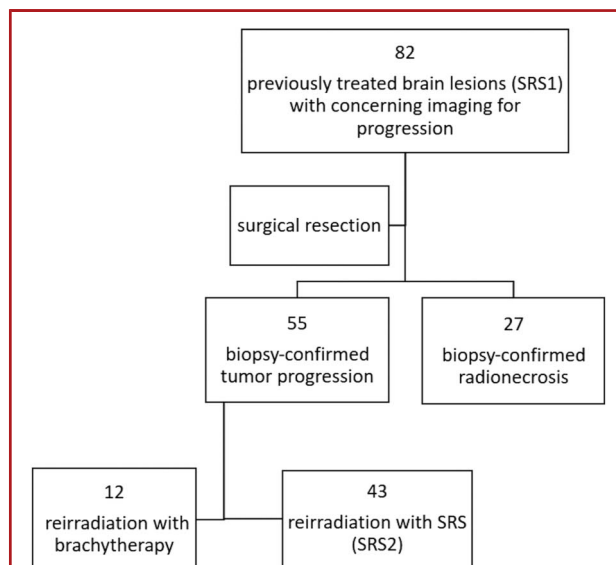 82
previously treated brain lesions (SRS1)
with concerning imaging for
progression
surgical resection
55
biopsy-confirmed
tumor progression
27
biopsy-confirmed
radionecrosis
12
reirradiation with
brachytherapy
43
reirradiation with SRS
(SRS2)